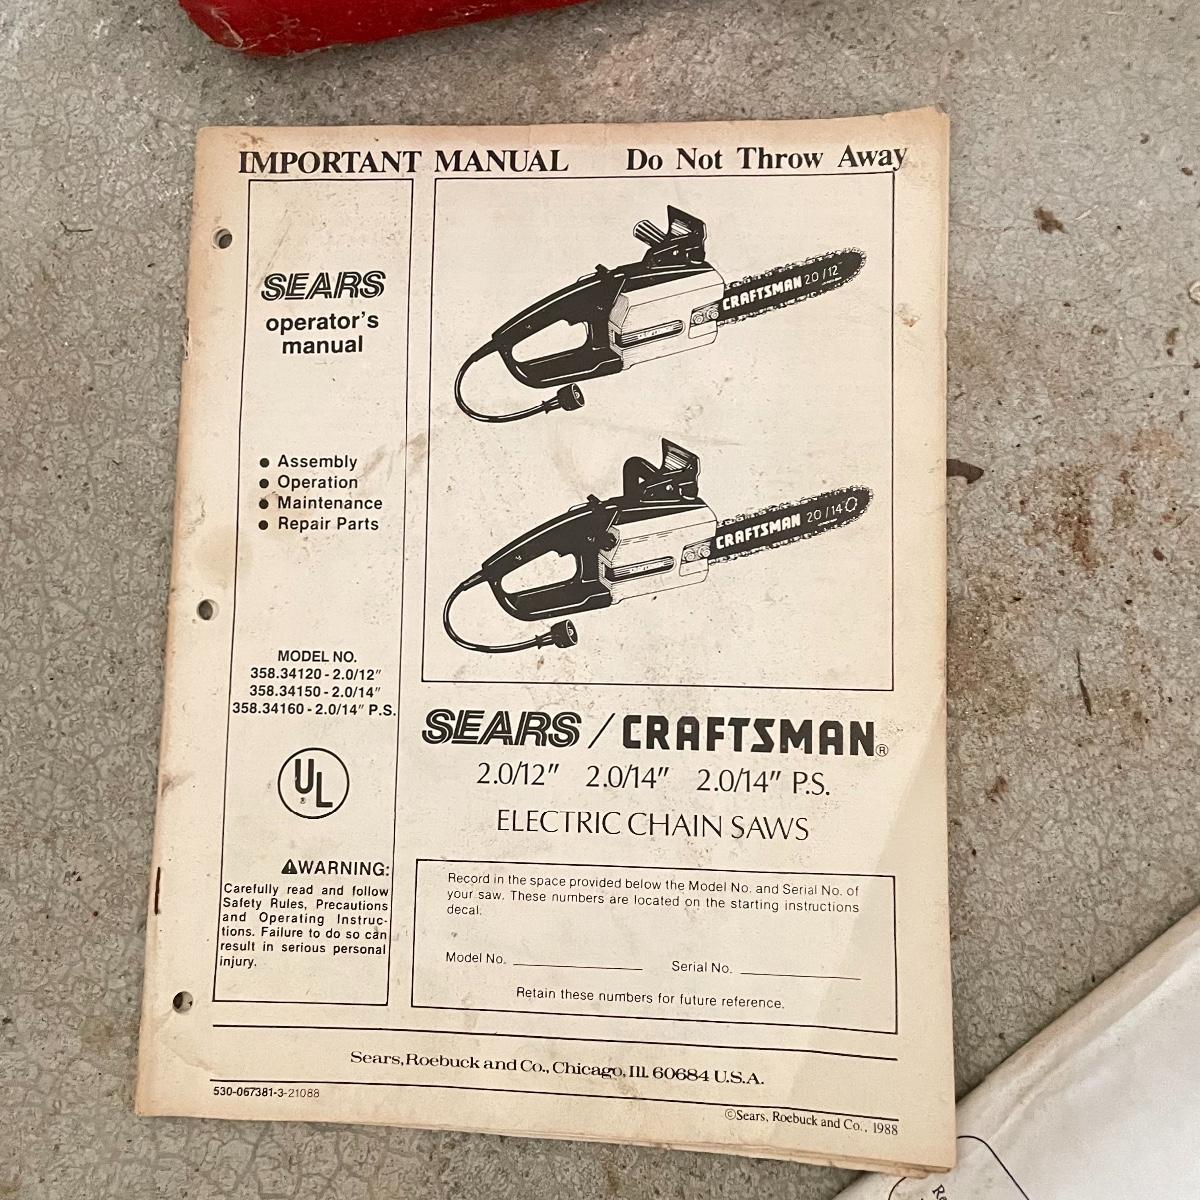 IMPORTANT MANUAL Do Not Throw Away
SEARS
operator's
manual
● Assembly
● Operation
● Maintenance
● Repair Parts
MODEL NO.
358.34120 - 2.0/12"
358.34150 - 2.0/14"
358.34160 - 2.0/14" P.S.
UL
®
⚠WARNING:
Carefully read and follow
Safety Rules, Precautions
and Operating Instruc-
tions. Failure to do so can
result in serious personal
injury.
CRAFTSMAN 2.0/12"
CRAFTSMAN 2.0/14
SEARS / CRAFTSMAN®
2.0/12" 2.0/14" 2.0/14" P.S.
ELECTRIC CHAIN SAWS
Record in the space provided below the Model No. and Serial No. of
your saw. These numbers are located on the starting instructions
decal.
Model No. Serial No.
Retain these numbers for future reference.
Sears, Roebuck and Co., Chicago, Ill. 60684 U.S.A.
530-067381-3-21088
©Sears, Roebuck and Co., 1988